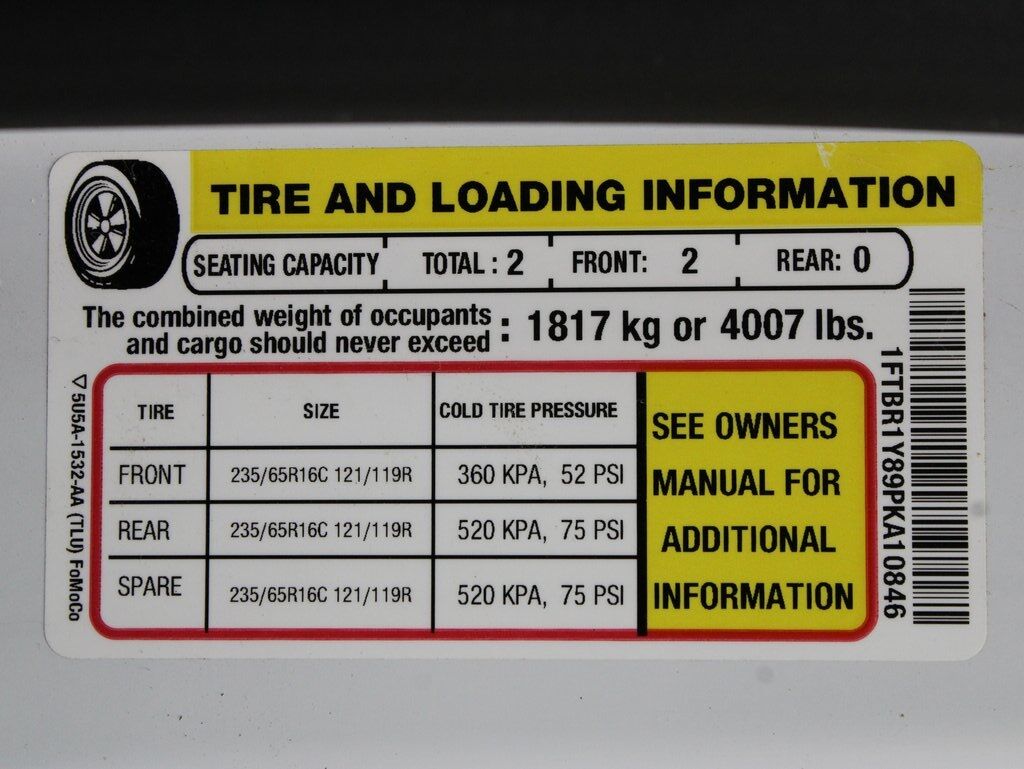 TIRE AND LOADING INFORMATION
SEATING CAPACITY TOTAL : 2 FRONT: 2 REAR: 0
The combined weight of occupants
and cargo should never exceed : 1817 kg or 4007 lbs.
TIRE SIZE COLD TIRE PRESSURE
FRONT 235/65R16C 121/119R 360 KPA, 52 PSI
REAR 235/65R16C 121/119R 520 KPA, 75 PSI
SPARE 235/65R16C 121/119R 520 KPA, 75 PSI
SEE OWNERS
MANUAL FOR
ADDITIONAL
INFORMATION
5U5A-1532-AA (TLU) FoMoCo
1FTBR1Y89PKA10846